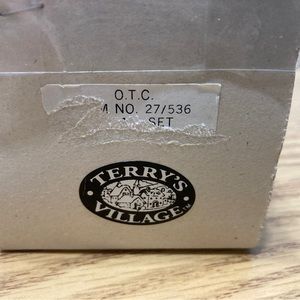 O.T.C.
M NO. 27/536
SET
TERRY'S
VILLAGE